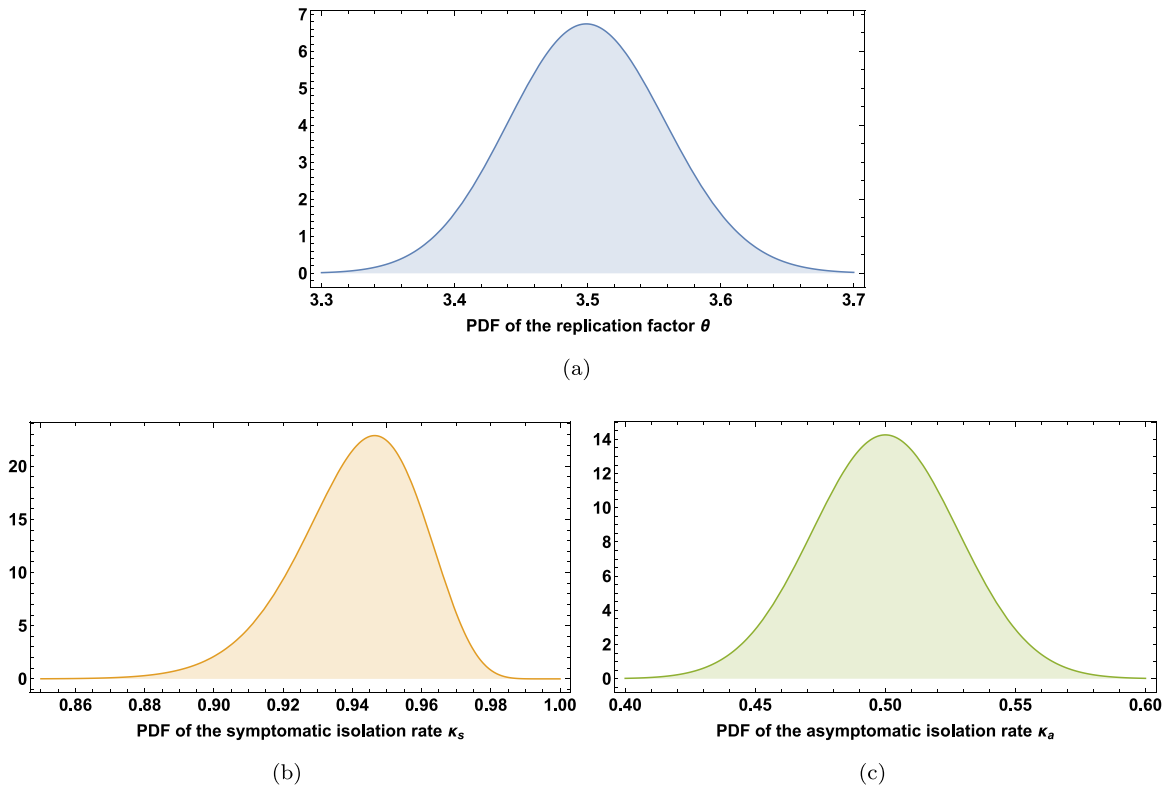 7
6
5
4
3
2
1
0
3.3 3.4 3.5 3.6 3.7
PDF of the replication factor θ
(a)
20
15
10
5
0
0.86 0.88 0.90 0.92 0.94 0.96 0.98 1.00
PDF of the symptomatic isolation rate κs
(b)
14
12
10
8
6
4
2
0
0.40 0.45 0.50 0.55 0.60
PDF of the asymptomatic isolation rate κa
(c)